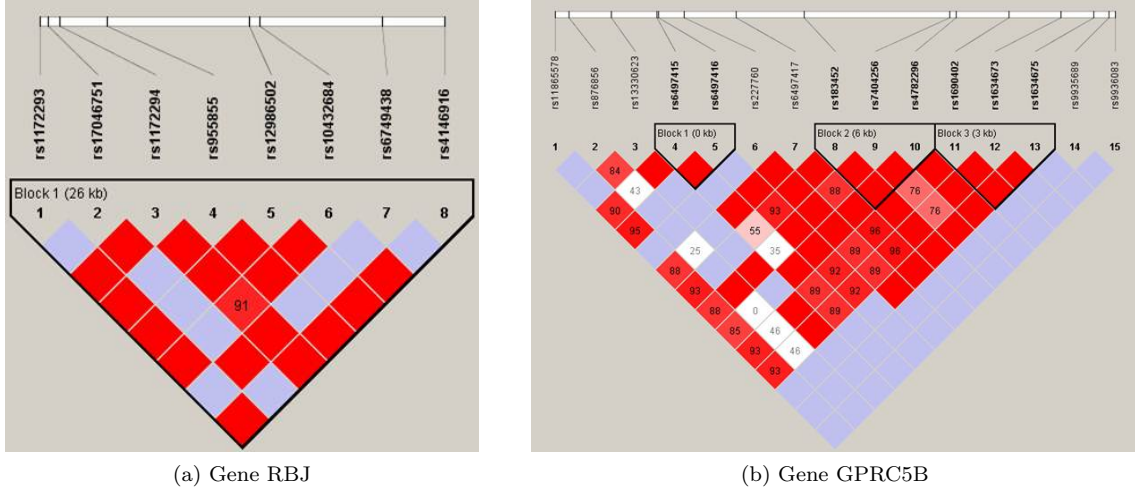 rs1172293
rs17046751
rs1172294
rs955855
rs12986502
rs10432684
rs6749438
rs4146916
Block 1 (26 kb)
1 2 3 4 5 6 7 8
91
(a) Gene RBJ
rs11865578
rs876856
rs13330623
rs6497415
rs6497416
rs227760
rs6497417
rs183452
rs7404256
rs4782296
rs1690402
rs1634673
rs1634675
rs9935689
rs9936083
Block 1 (0 kb) Block 2 (6 kb) Block 3 (3 kb)
1 2 3 4 5 6 7 8 9 10 11 12 13 14 15
84
43 88 76
90 93 76
95 55 96
25 35 89 96
88 92 89
93 89 92
88 0 89
85 46
93 46
93
(b) Gene GPRC5B